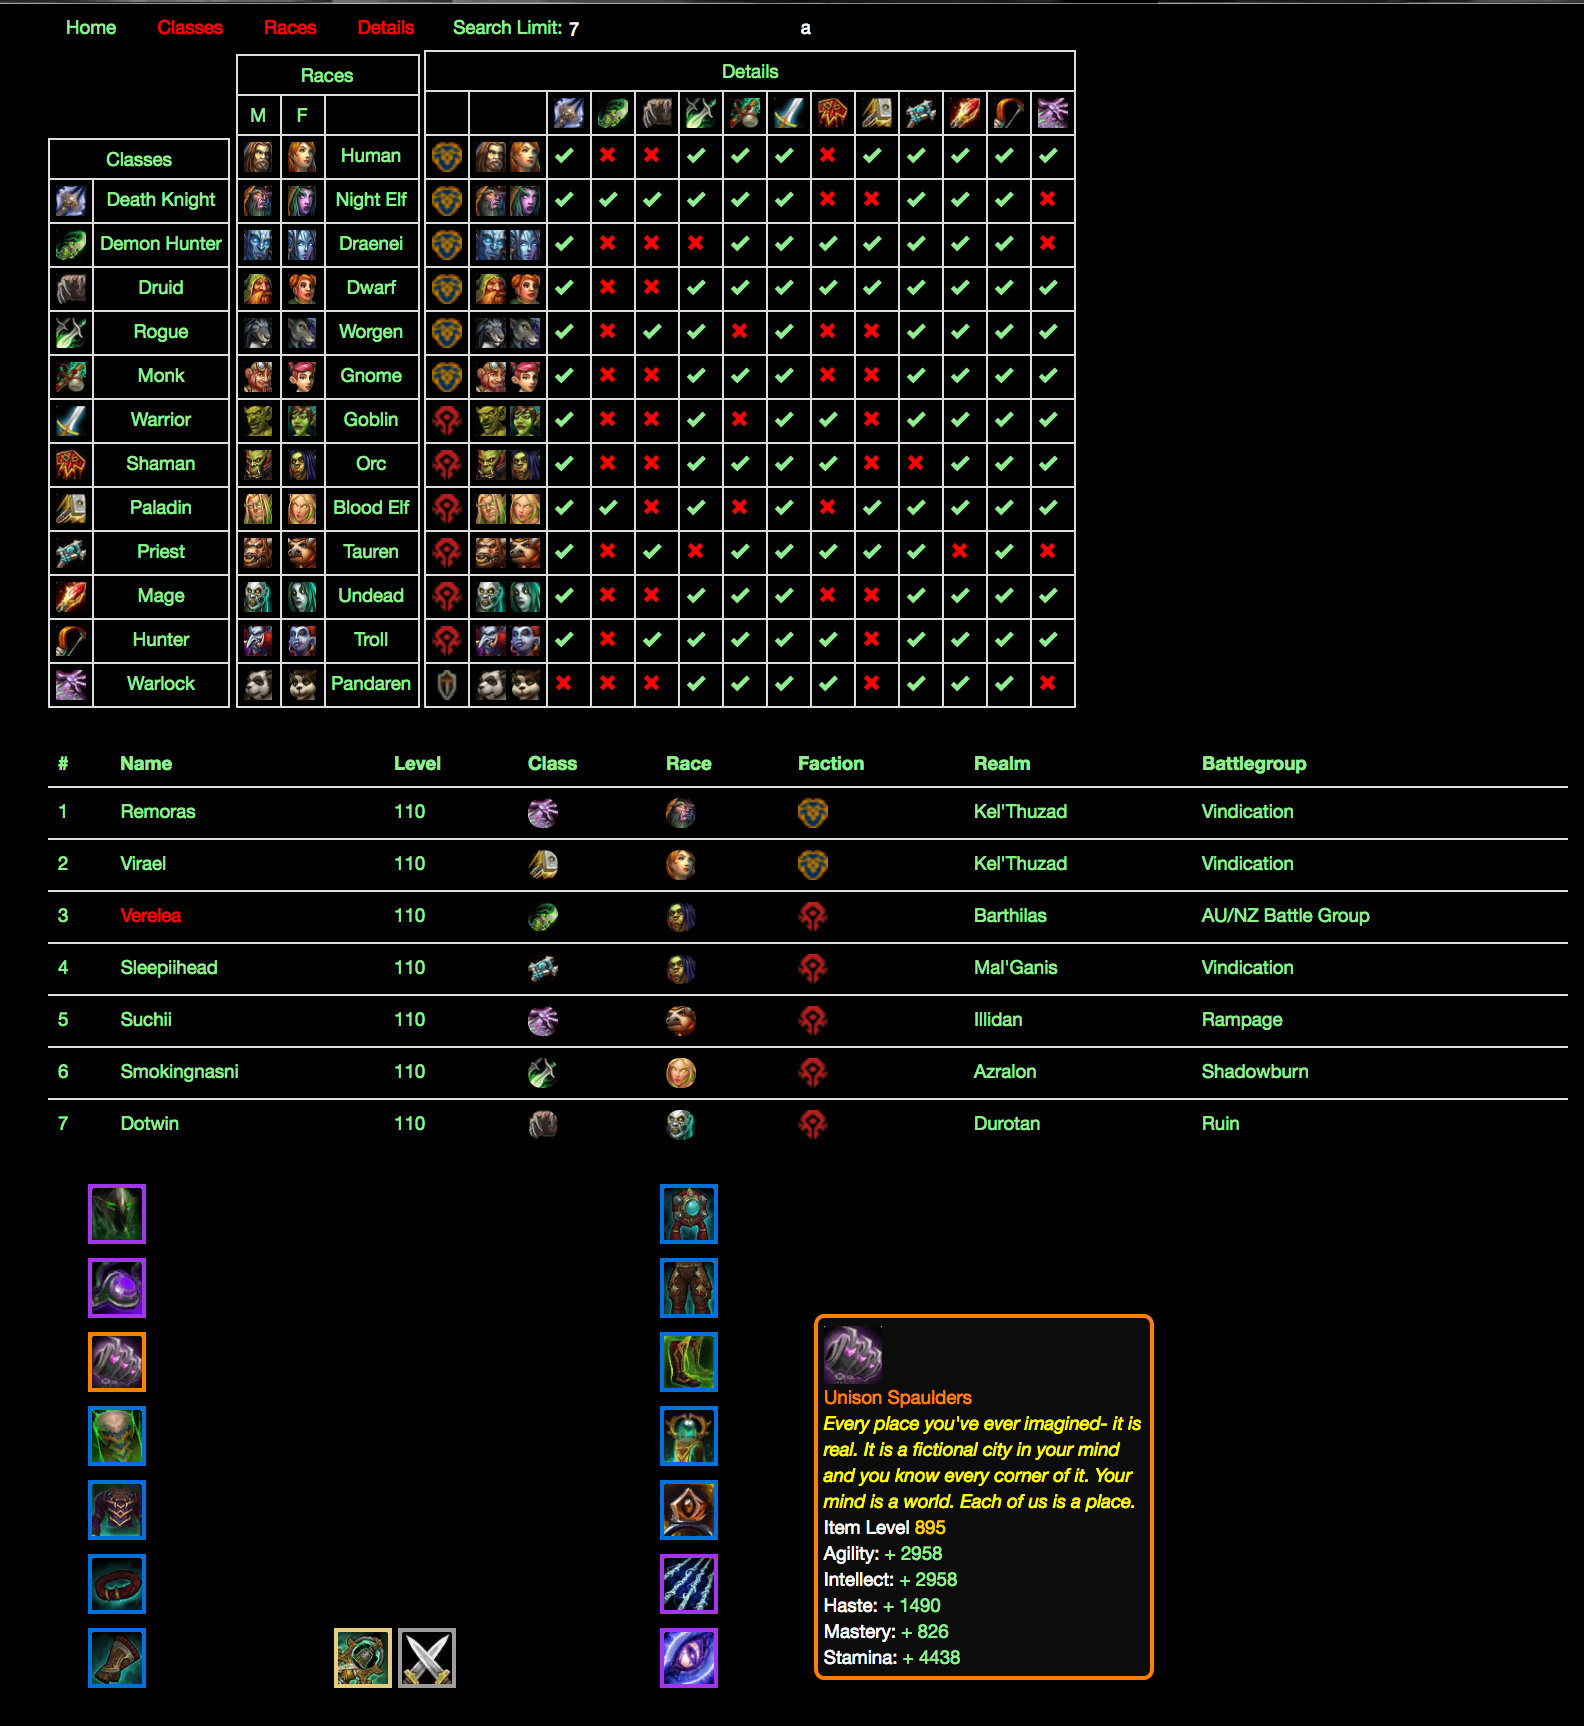 Home Classes Races Details Search Limit: 7 a
Races
M F
Human
Night Elf
Draenei
Dwarf
Worgen
Gnome
Goblin
Orc
Blood Elf
Tauren
Undead
Troll
Pandaren
Details
Classes
Death Knight
Demon Hunter
Druid
Rogue
Monk
Warrior
Shaman
Paladin
Priest
Mage
Hunter
Warlock
# Name Level Class Race Faction Realm Battlegroup
1 Remoras 110 Kel'Thuzad Vindication
2 Virael 110 Kel'Thuzad Vindication
3 Verelea 110 Barthilas AU/NZ Battle Group
4 Sleepiihead 110 Mal'Ganis Vindication
5 Suchii 110 Illidan Rampage
6 Smokingnasni 110 Azralon Shadowburn
7 Dotwin 110 Durotan Ruin
Unison Spaulders
Every place you've ever imagined- it is
real. It is a fictional city in your mind
and you know every corner of it. Your
mind is a world. Each of us is a place.
Item Level 895
Agility: + 2958
Intellect: + 2958
Haste: + 1490
Mastery: + 826
Stamina: + 4438